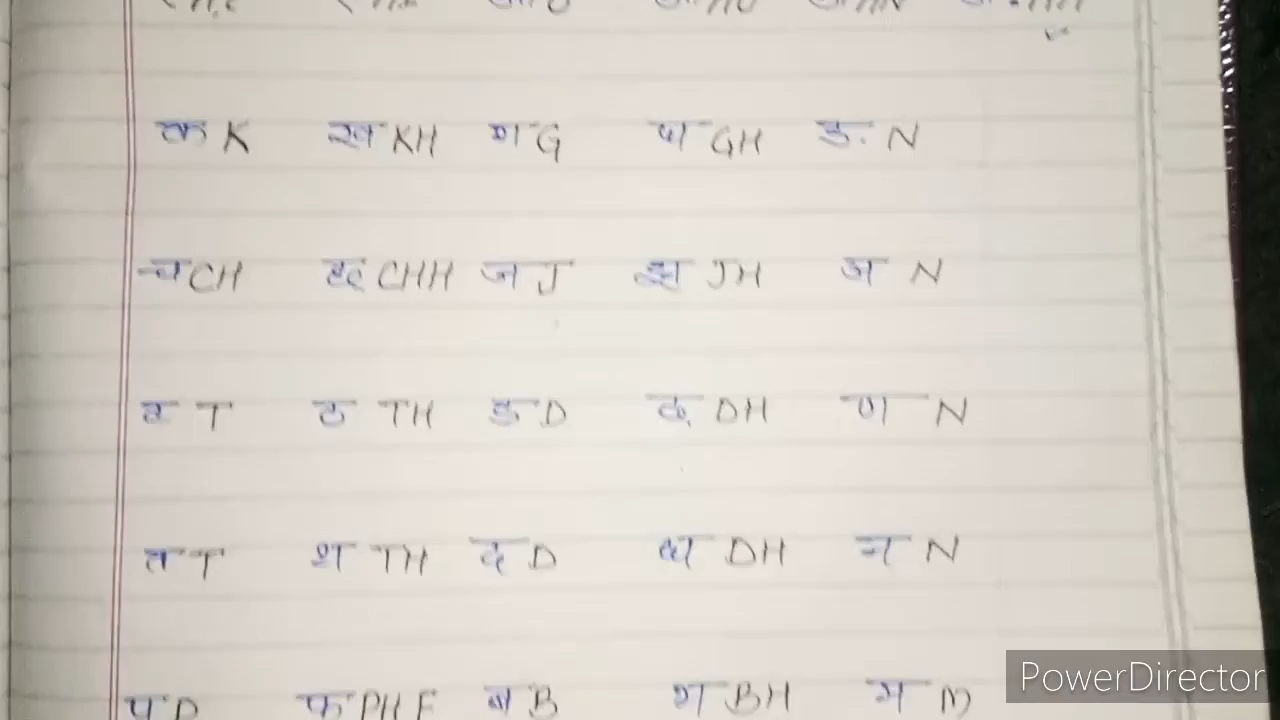 क K ख KH ग G घ GH ङ N
च CH छ CHH ज J झ JH ञ N
ट T ठ TH ड D ढ DH ण N
त T थ TH द D ध DH न N
प P फ PH F ब B भ BH म M
PowerDirector